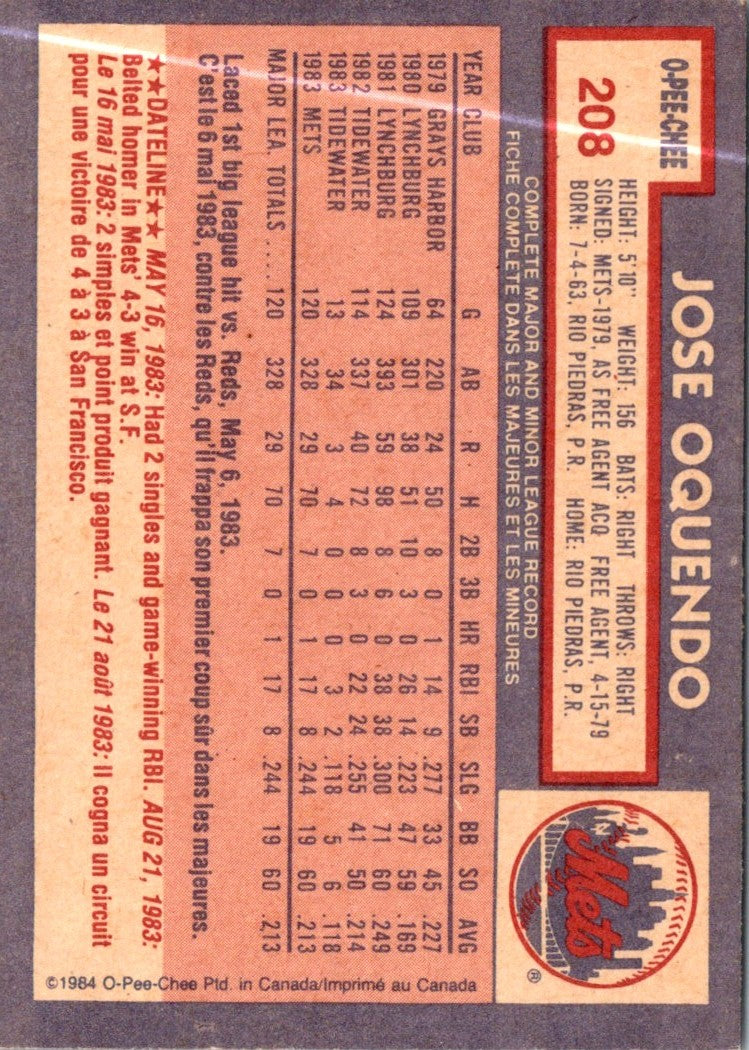 O-PEE-CHEE
208
JOSE OQUENDO
HEIGHT: 5'10" WEIGHT: 156 BATS: RIGHT THROWS: RIGHT
SIGNED: METS-1979, AS FREE AGENT ACQ FREE AGENT, 4-15-79
BORN: 7-4-63, RIO PIEDRAS, P.R. HOME: RIO PIEDRAS, P.R.
Mets
®
COMPLETE MAJOR AND MINOR LEAGUE RECORD
FICHE COMPLETE DANS LES MAJEURES ET LES MINEURES
YEAR CLUB G AB R H 2B 3B HR RBI SB SLG BB SO AVG
1979 GRAYS HARBOR 64 220 24 50 8 0 1 14 9 .277 33 45 .227
1980 LYNCHBURG 109 301 38 51 10 3 0 26 14 .223 47 59 .169
1981 LYNCHBURG 124 393 59 98 8 6 0 38 38 .300 71 60 .249
1982 TIDEWATER 114 337 40 72 8 3 0 22 24 .255 41 50 .214
1983 TIDEWATER 13 34 3 4 0 0 0 3 2 .118 5 6 .118
1983 METS 120 328 29 70 7 0 1 17 8 .244 19 60 .213
MAJOR LEA. TOTALS .... 120 328 29 70 7 0 1 17 8 .244 19 60 .213
Laced 1st big league hit vs. Reds, May 6, 1983.
C'est le 6 mai 1983, contre les Reds, qu'il frappa son premier coup sûr dans les majeures.
★★DATELINE★★ MAY 16, 1983: Had 2 singles and game-winning RBI. AUG 21, 1983:
Belted homer in Mets' 4-3 win at S.F.
Le 16 mai 1983: 2 simples et point produit gagnant. Le 21 août 1983: Il cogna un circuit
pour une victoire de 4 à 3 à San Francisco.
©1984 O-Pee-Chee Ptd. in Canada/Imprimé au Canada